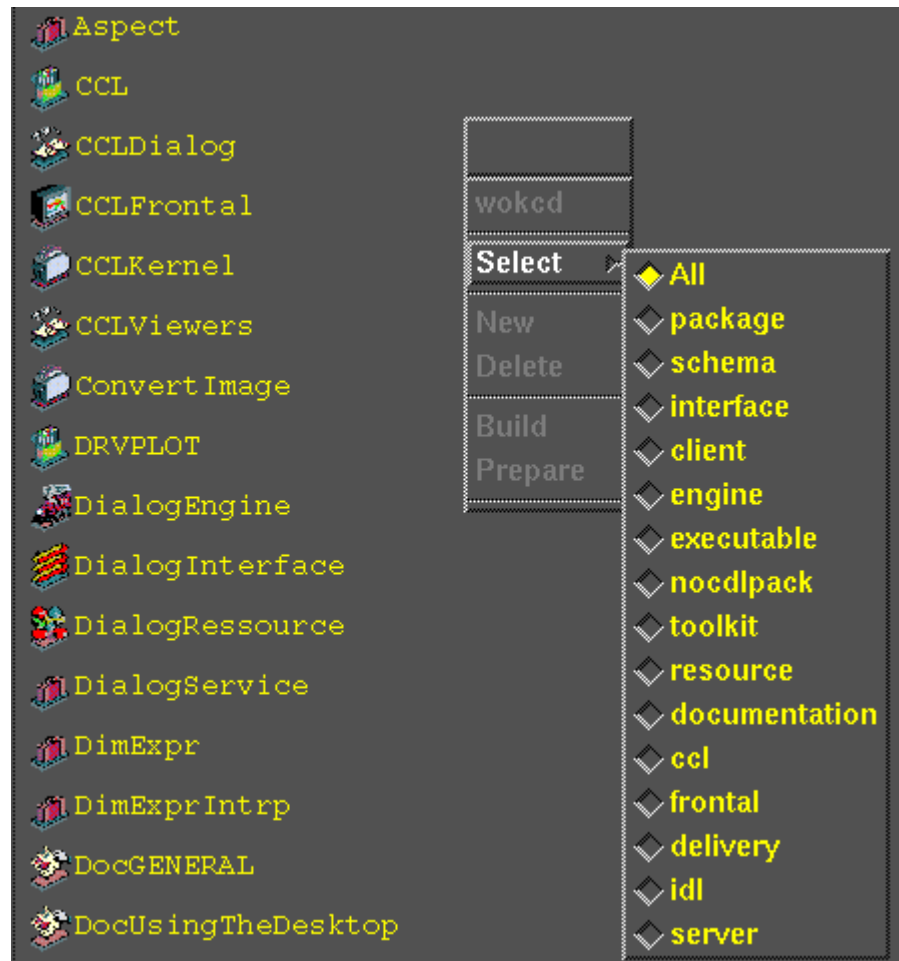 Aspect
CCL
CCLDialog
CCLFrontal
CCLKernel
CCLViewers
ConvertImage
DRVPLOT
DialogEngine
DialogInterface
DialogRessource
DialogService
DimExpr
DimExprIntrp
DocGENERAL
DocUsingTheDesktop
wokcd
Select
New
Delete
Build
Prepare
All
package
schema
interface
client
engine
executable
nocdlpack
toolkit
resource
documentation
ccl
frontal
delivery
idl
server